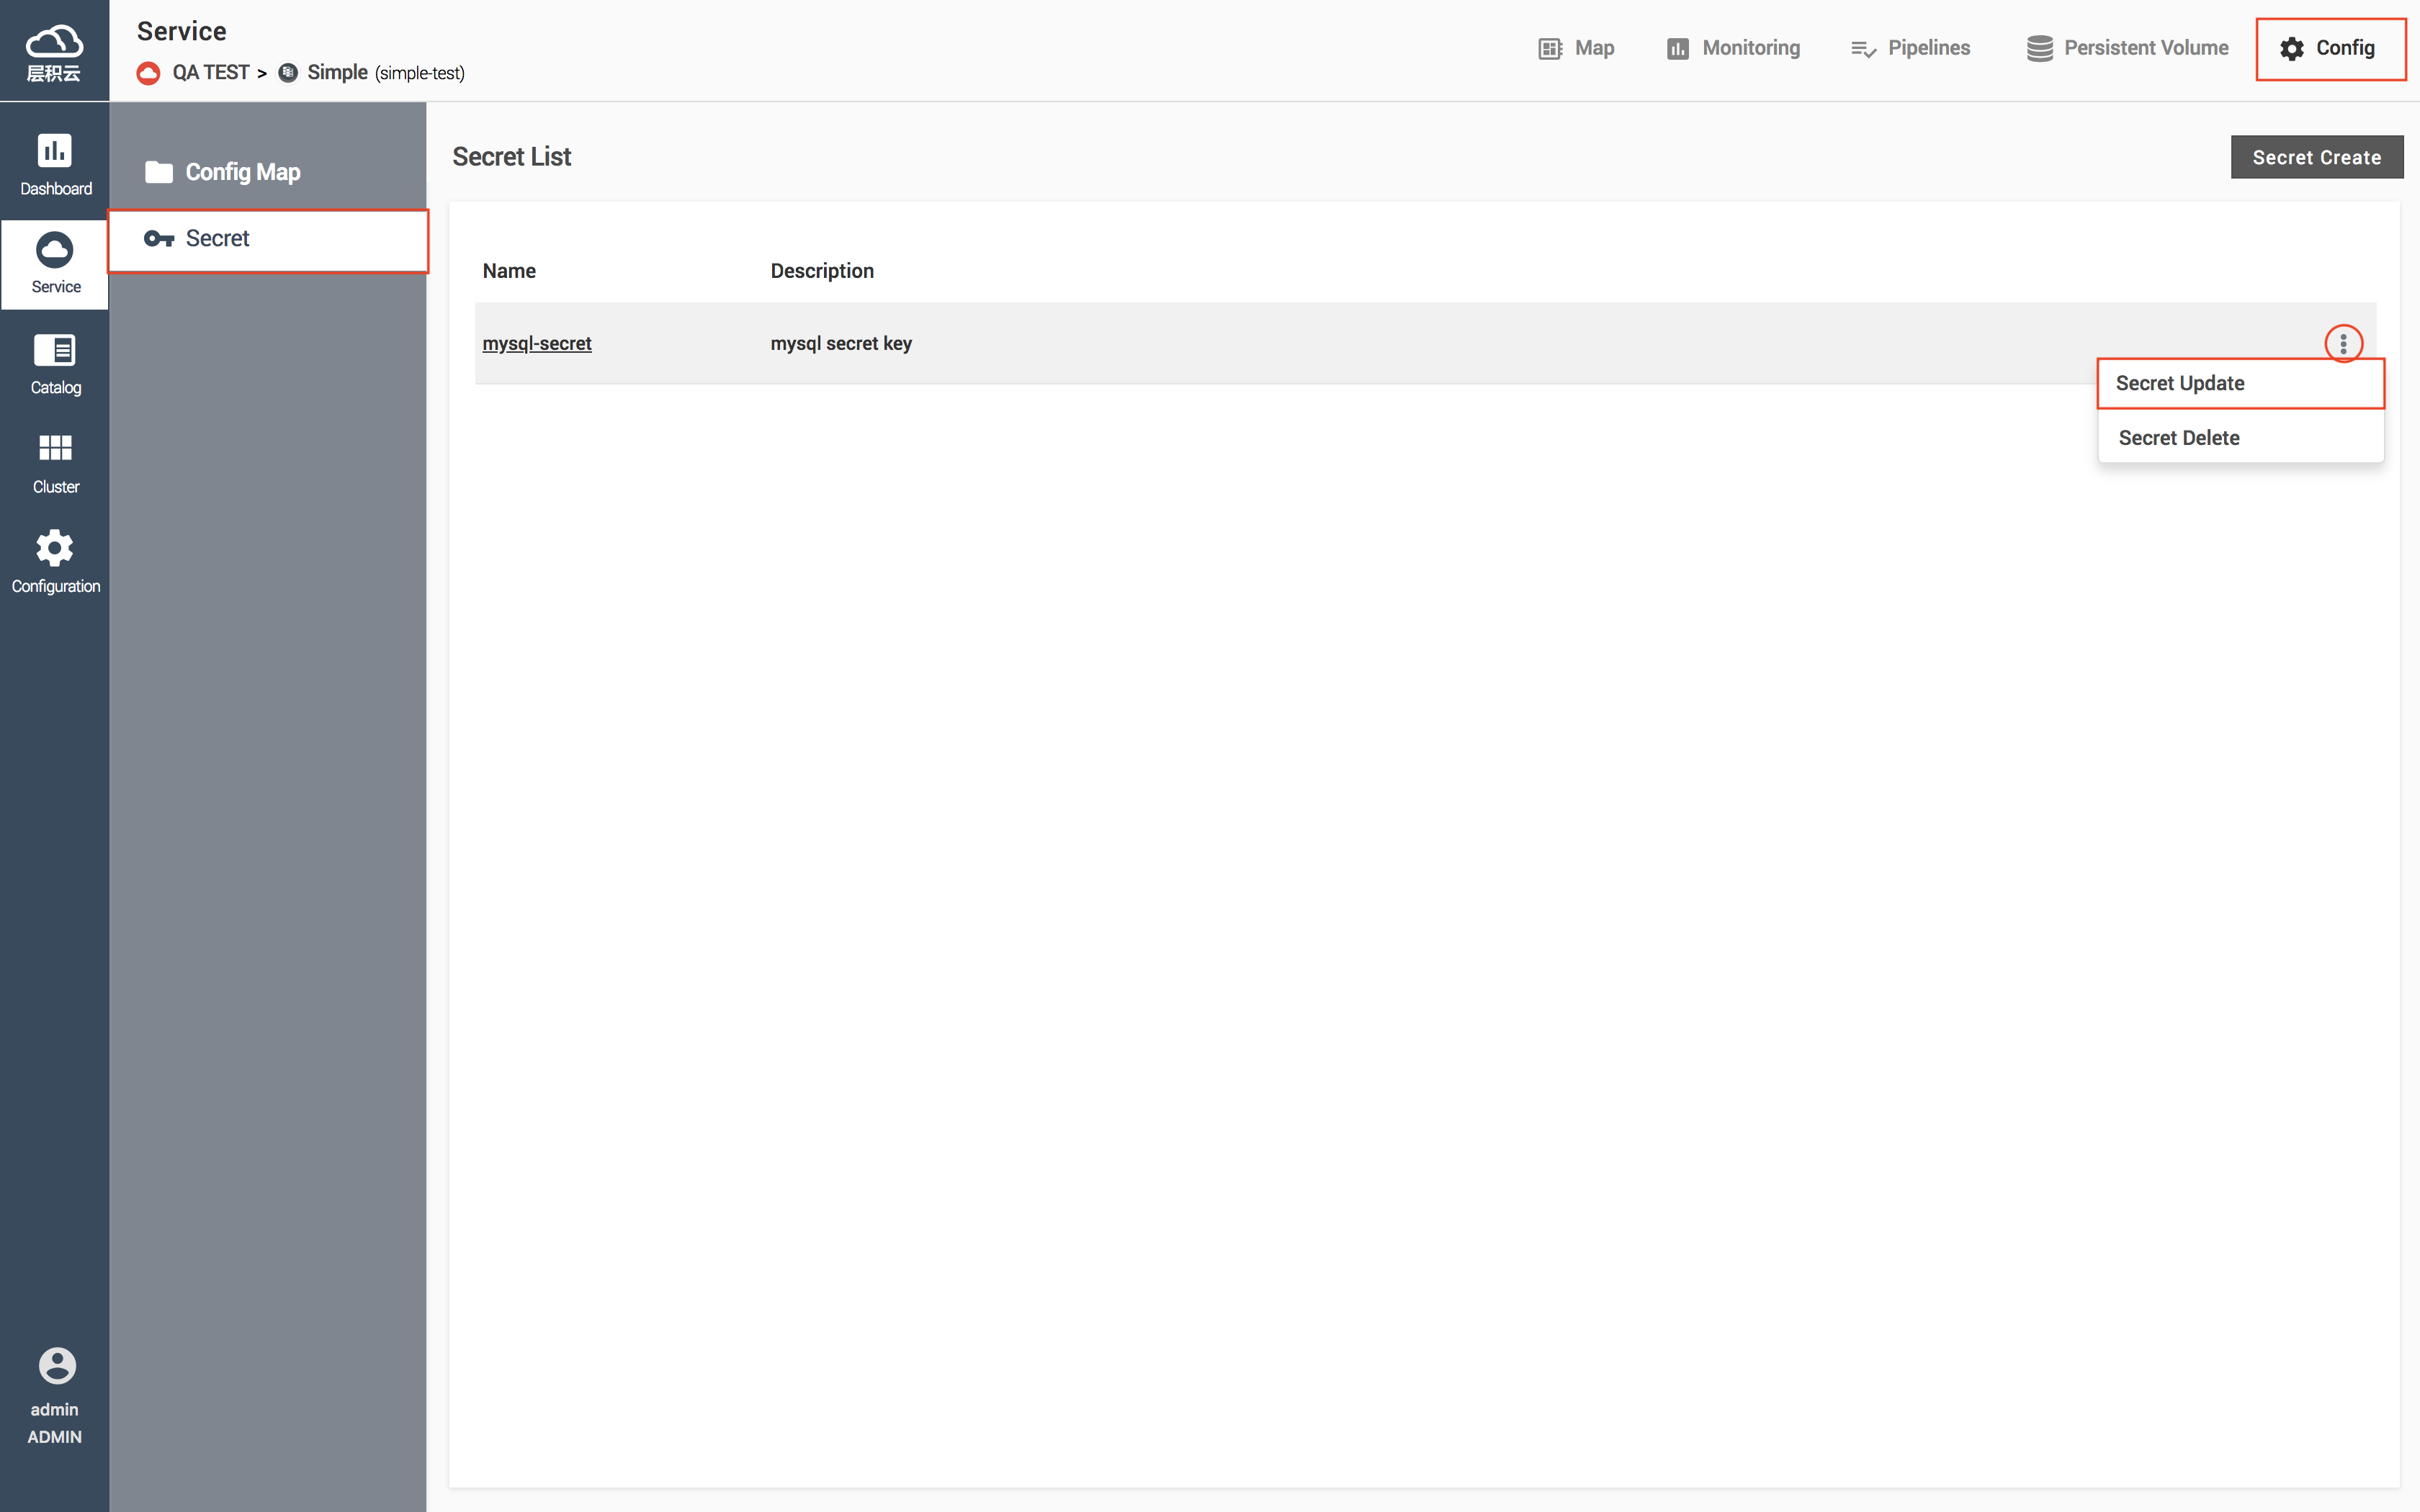 层积云
Service
QA TEST > Simple (simple-test)
Map
Monitoring
Pipelines
Persistent Volume
Config
Dashboard
Service
Catalog
Cluster
Configuration
admin
ADMIN
Config Map
Secret
Secret List
Secret Create
Name Description
mysql-secret mysql secret key
Secret Update
Secret Delete